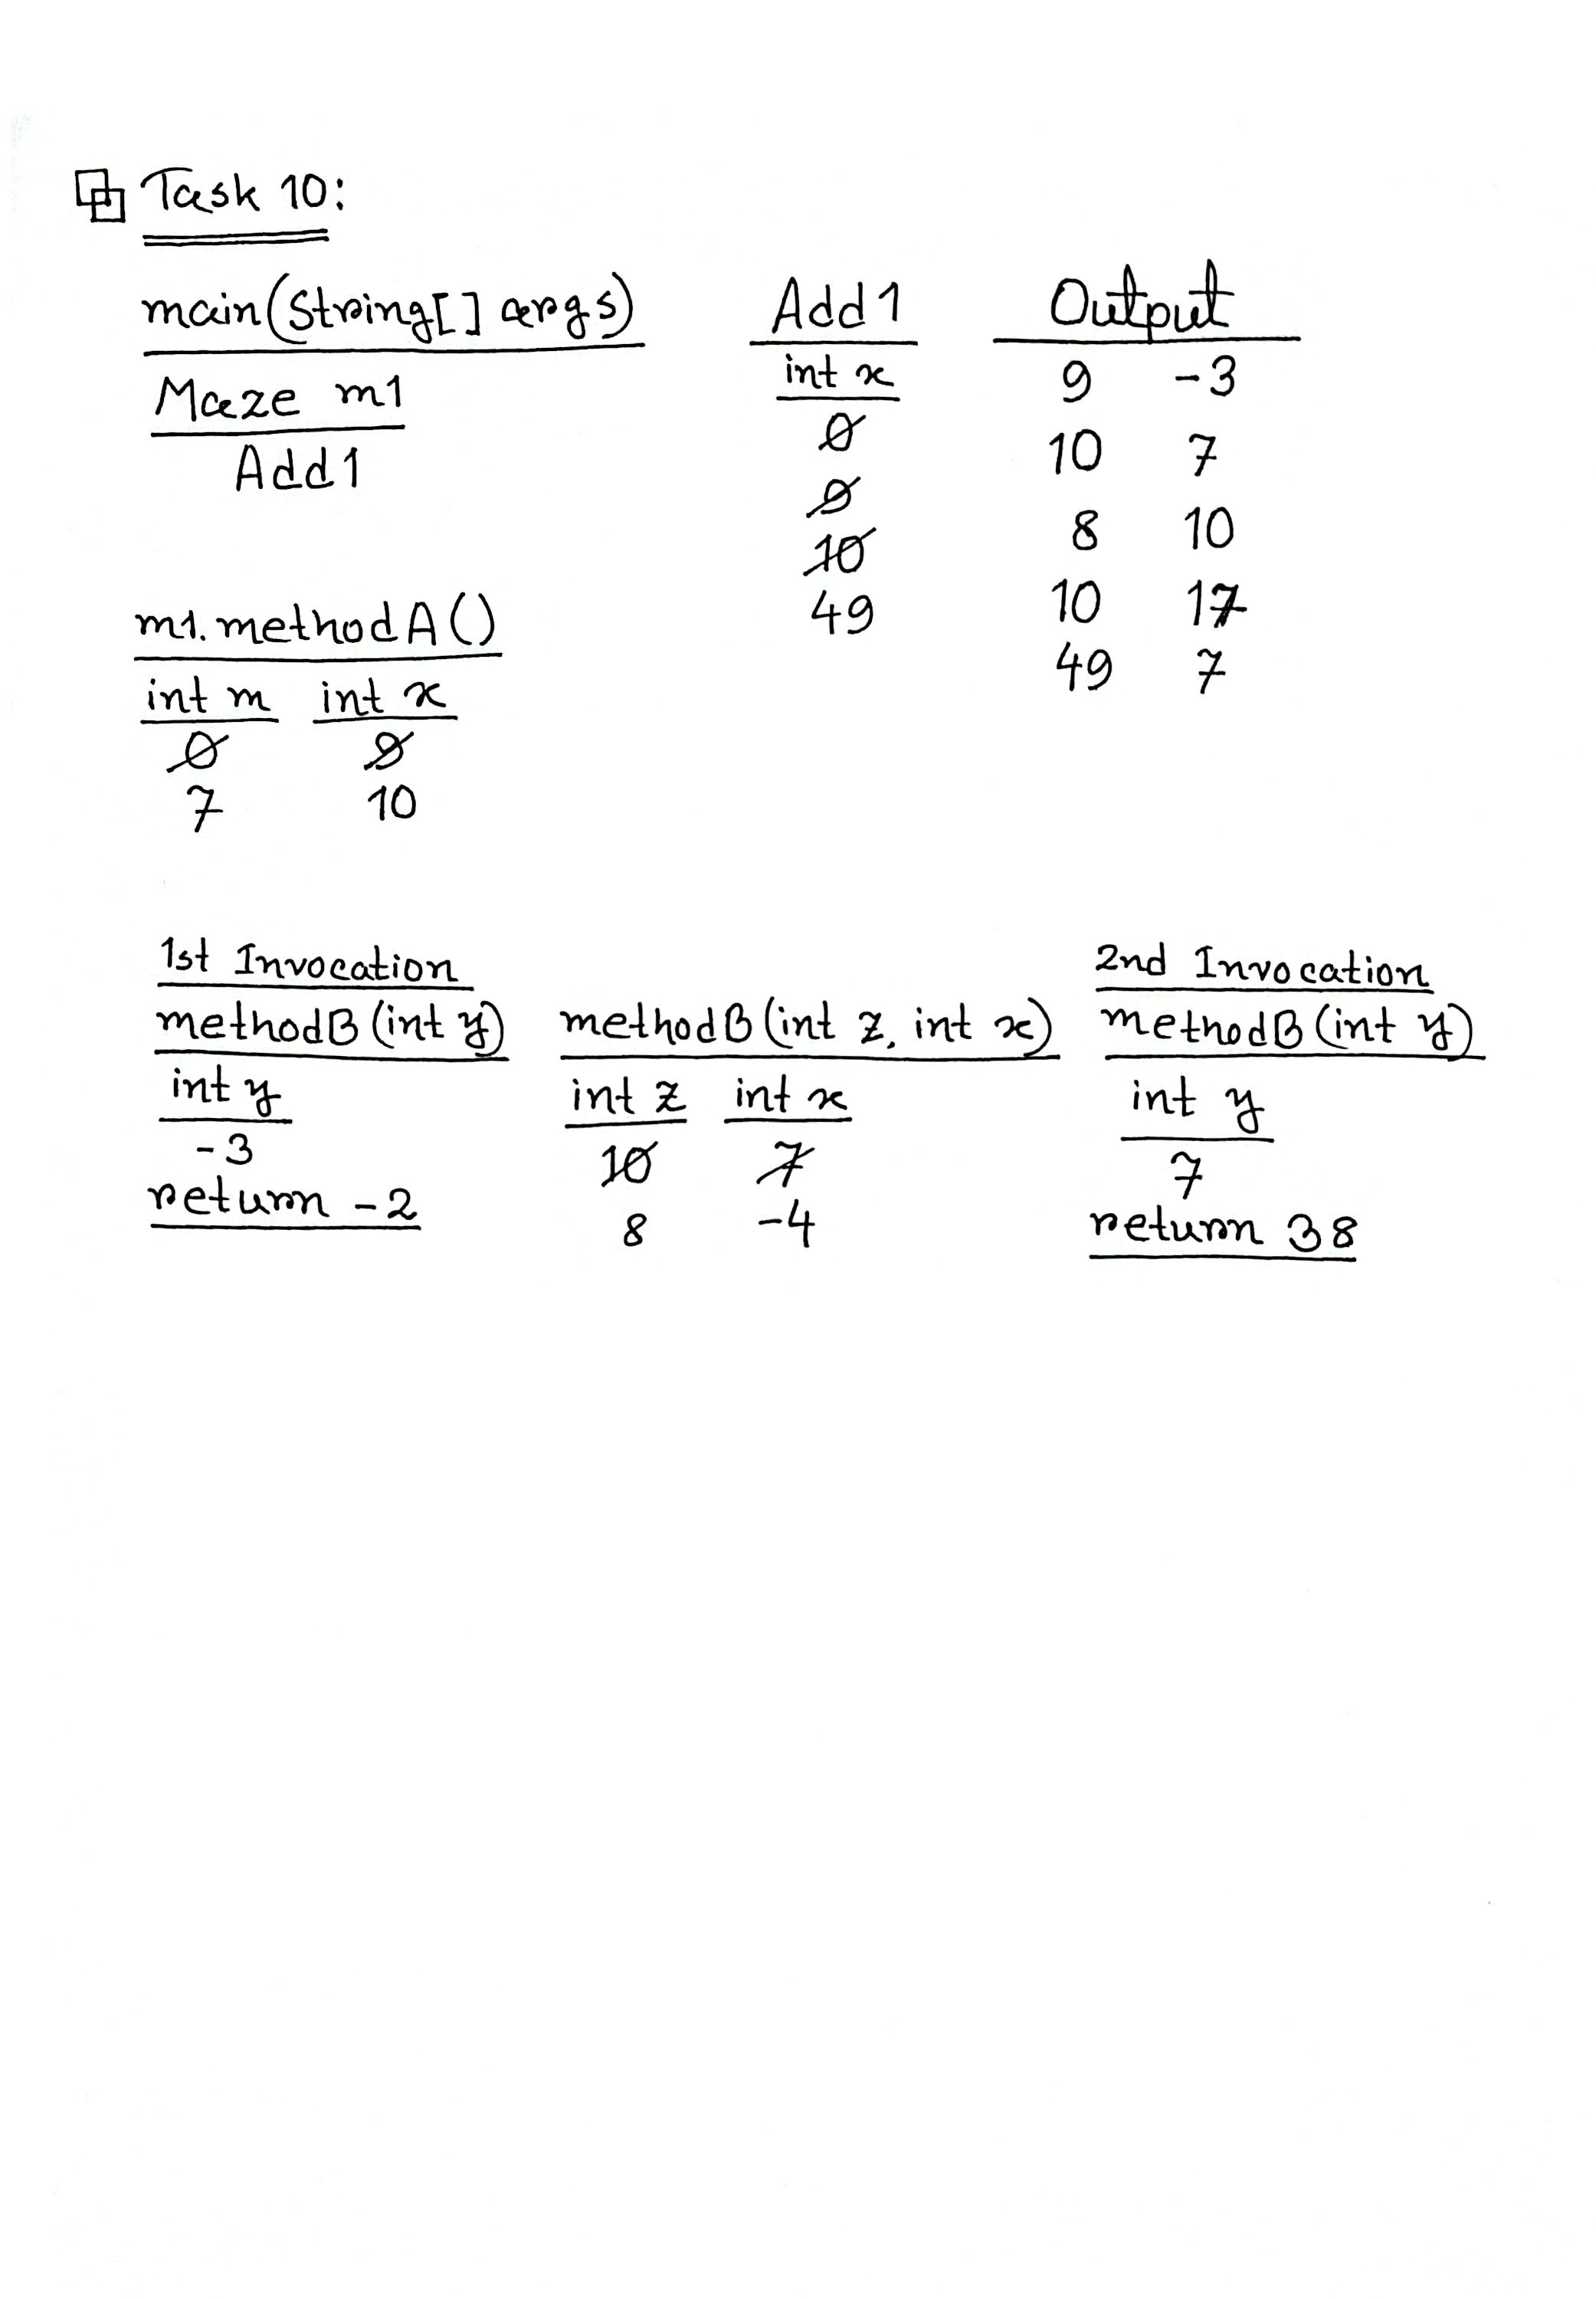 Task 10:
main(String[] args)
Maze m1
Add1
Add1
int x
0
9
10
49
Output
9 -3
10 7
8 10
10 17
49 7
m1.methodA()
int m int x
0 9
7 10
1st Invocation
methodB(int y)
int y
-3
return -2
methodB(int z, int x)
int z int x
10 7
8 -4
2nd Invocation
methodB(int y)
int y
7
return 38